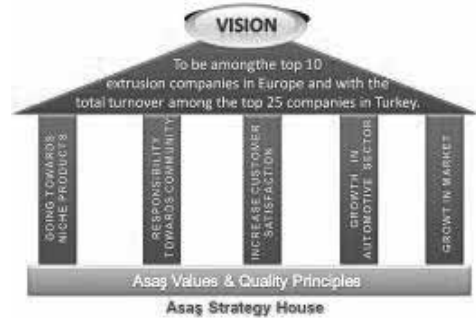 VISION
To be amongthe top 10
extrusion companies in Europe and with the
total turnover among the top 25 companies in Turkey.
GOING TOWARDS
NICHE PRODUCTS
RESPONSIBILITY
TOWARDS COMMUNITY
INCREASE CUSTOMER
SATISFACTION
GROWTH IN
AUTOMOTIVE SECTOR
GROWT IN MARKET
Asaş Values & Quality Principles
Asaş Strategy House